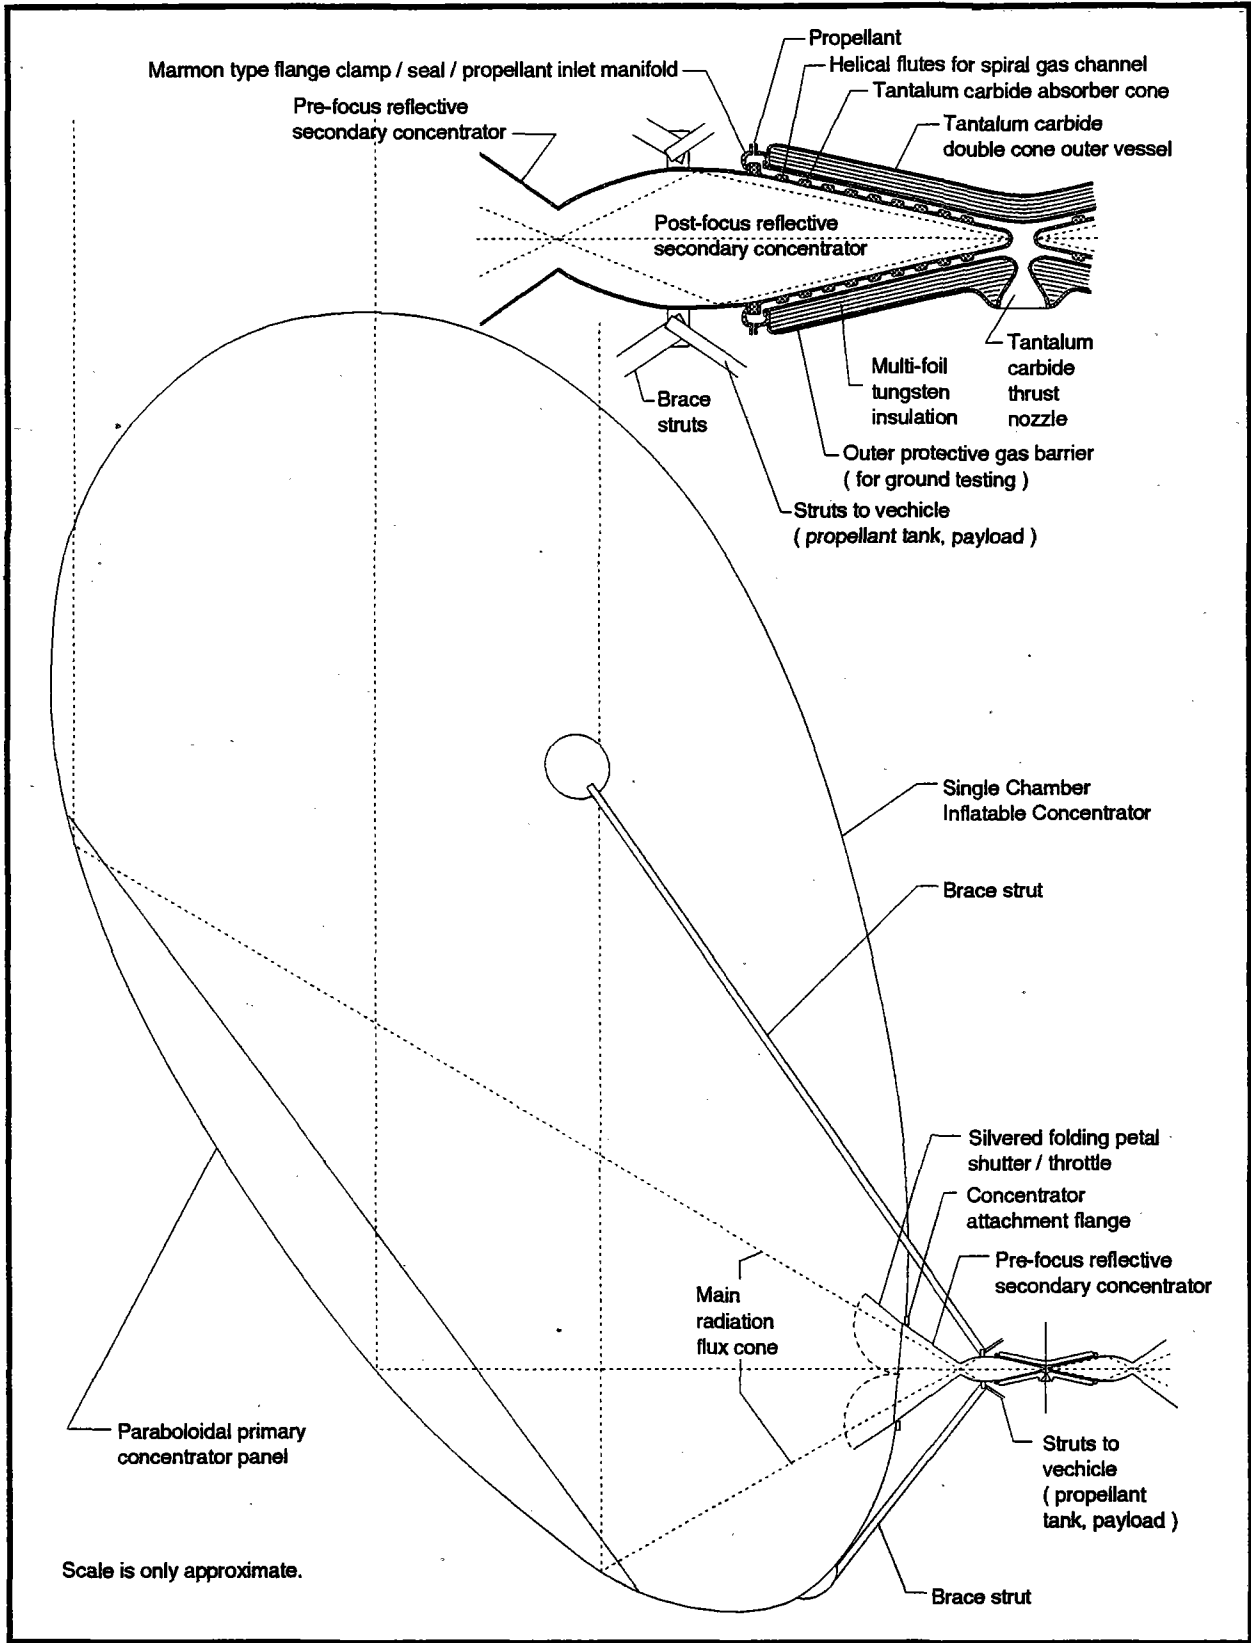 Propellant
Marmon type flange clamp / seal / propellant inlet manifold
Helical flutes for spiral gas channel
Tantalum carbide absorber cone
Pre-focus reflective
secondary concentrator
Tantalum carbide
double cone outer vessel
Post-focus reflective
secondary concentrator
Brace
struts
Multi-foil
tungsten
insulation
Tantalum
carbide
thrust
nozzle
Outer protective gas barrier
( for ground testing )
Struts to vechicle
( propellant tank, payload )
Single Chamber
Inflatable Concentrator
Brace strut
Silvered folding petal
shutter / throttle
Concentrator
attachment flange
Pre-focus reflective
secondary concentrator
Main
radiation
flux cone
Paraboloidal primary
concentrator panel
Struts to
vechicle
( propellant
tank, payload )
Scale is only approximate.
Brace strut